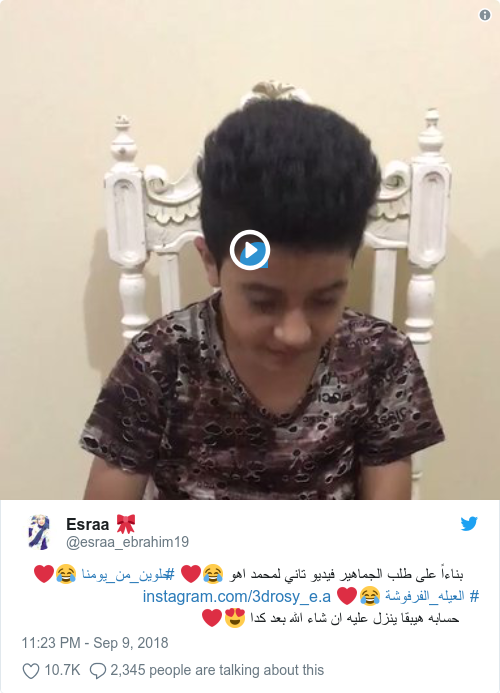 Esraa 🎀
@esraa_ebrahim19
بناءاً على طلب الجماهير فيديو تاني لمحمد اهو 😂❤ #حلوين_من_يومنا 😂❤
# العيله_الفرفوشة 😂❤ instagram.com/3drosy_e.a
حسابه هيبقا ينزل عليه ان شاء الله بعد كدا 😍❤
11:23 PM - Sep 9, 2018
10.7K 2,345 people are talking about this